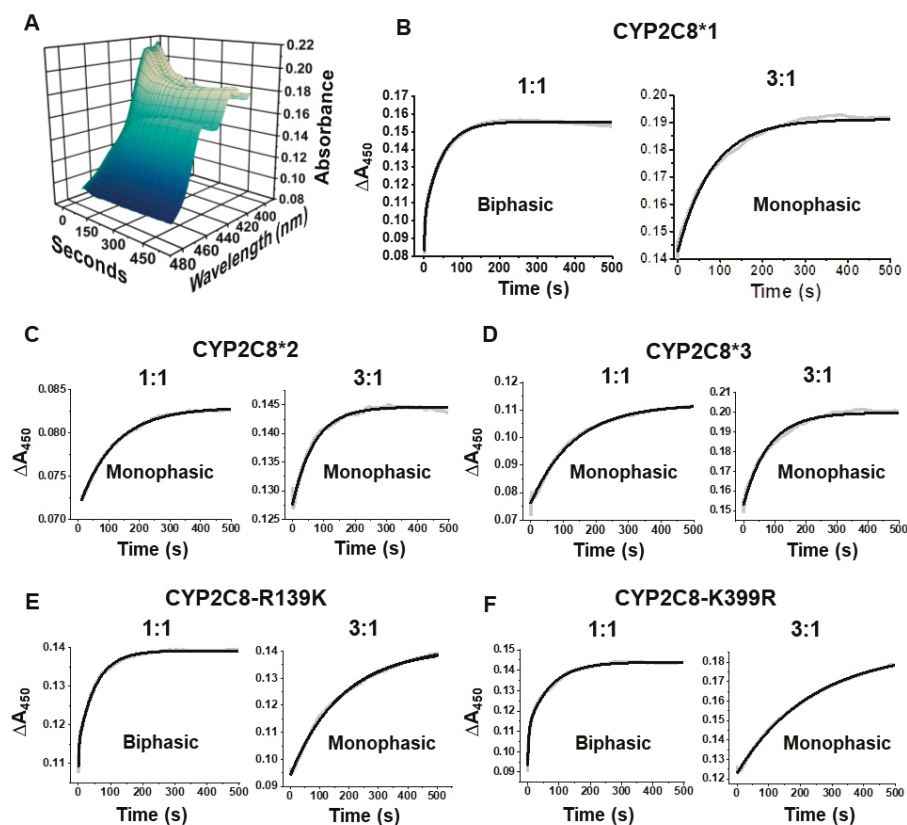 A
0.22
0.20
0.18
0.16
0.14
0.12
0.10
0.08
Absorbance
0
150
300
450
Seconds
480
460
440
420
400
Wavelength (nm)
B
CYP2C8*1
1:1
0.17
0.16
0.15
0.14
0.13
0.12
0.11
0.10
0.09
0.08
ΔA450
Biphasic
0 100 200 300 400 500
Time (s)
3:1
0.20
0.19
0.18
0.17
0.16
0.15
0.14
Monophasic
0 100 200 300 400 500
Time (s)
C
CYP2C8*2
1:1
0.085
0.080
0.075
0.070
ΔA450
Monophasic
0 100 200 300 400 500
Time (s)
3:1
0.145
0.140
0.135
0.130
0.125
Monophasic
0 100 200 300 400 500
Time (s)
D
CYP2C8*3
1:1
0.12
0.11
0.10
0.09
0.08
0.07
ΔA450
Monophasic
0 100 200 300 400 500
Time (s)
3:1
0.21
0.20
0.19
0.18
0.17
0.16
0.15
Monophasic
0 100 200 300 400 500
Time (s)
E
CYP2C8-R139K
1:1
0.14
0.13
0.12
0.11
ΔA450
Biphasic
0 100 200 300 400 500
Time (s)
3:1
0.14
0.13
0.12
0.11
0.10
0.09
Monophasic
0 100 200 300 400 500
Time (s)
F
CYP2C8-K399R
1:1
0.15
0.14
0.13
0.12
0.11
0.10
0.09
ΔA450
Biphasic
0 100 200 300 400 500
Time (s)
3:1
0.18
0.17
0.16
0.15
0.14
0.13
0.12
Monophasic
0 100 200 300 400 500
Time (s)